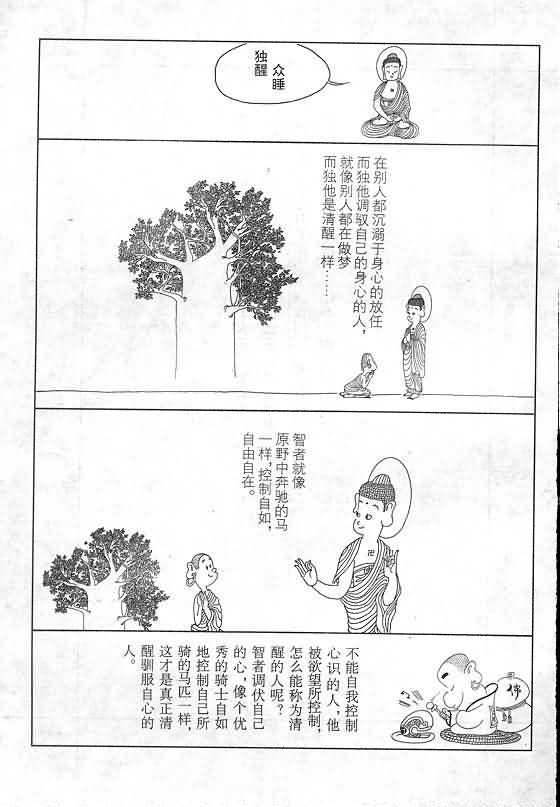 众睡
独醒
在别人都沉溺于身心的放任
而独他调驭自己的身心的人,
就像别人都在做梦
而独他是清醒一样……
智者就像
原野中奔驰的马
一样,控制自如,
自由自在。
不能自我控制
心识的人,他
被欲望所控制,
怎么能称为清
醒的人呢?
智者调伏自己
的心,像个优
秀的骑士自如
地控制自己所
骑的马匹一样,
这才是真正清
醒驯服自心的
人。
佛